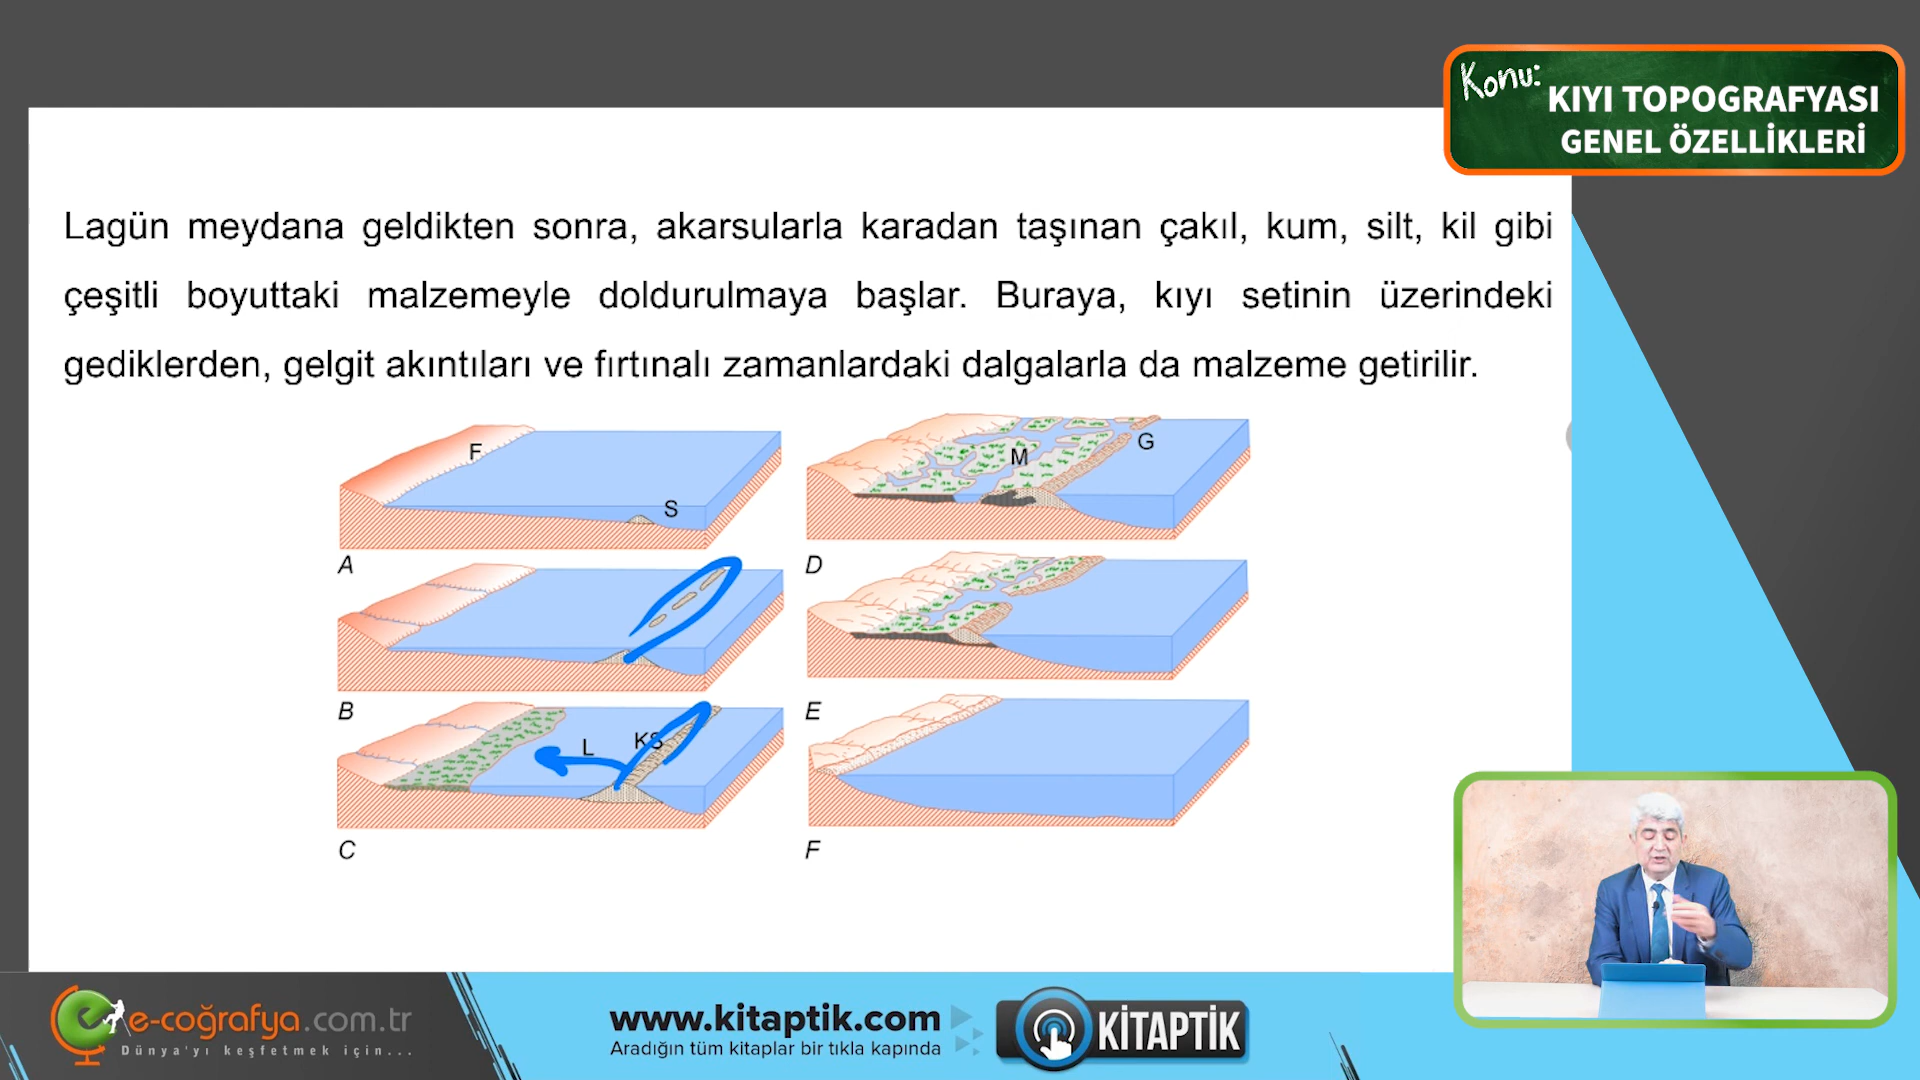 Konu:
KIYI TOPOGRAFYASI
GENEL ÖZELLİKLERİ
Lagün meydana geldikten sonra, akarsularla karadan taşınan çakıl, kum, silt, kil gibi
çeşitli boyuttaki malzemeyle doldurulmaya başlar. Buraya, kıyı setinin üzerindeki
gediklerden, gelgit akıntıları ve fırtınalı zamanlardaki dalgalarla da malzeme getirilir.
F
S
A
B
L
KS
C
M
G
D
E
F
e-coğrafya.com.tr
Dünya'yı keşfetmek için...
www.kitaptik.com
Aradığın tüm kitaplar bir tıkla kapında
KİTAPTIK